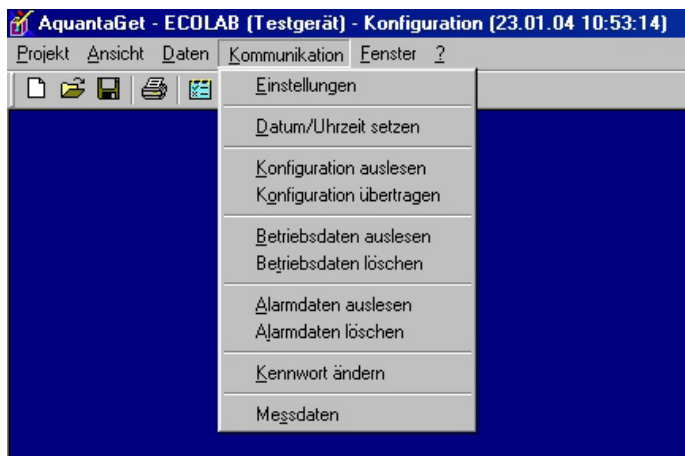 AquantaGet - ECOLAB (Testgerät) - Konfiguration (23.01.04 10:53:14)
Projekt Ansicht Daten Kommunikation Fenster ?
Einstellungen
Datum/Uhrzeit setzen
Konfiguration auslesen
Konfiguration übertragen
Betriebsdaten auslesen
Betriebsdaten löschen
Alarmdaten auslesen
Alarmdaten löschen
Kennwort ändern
Messdaten